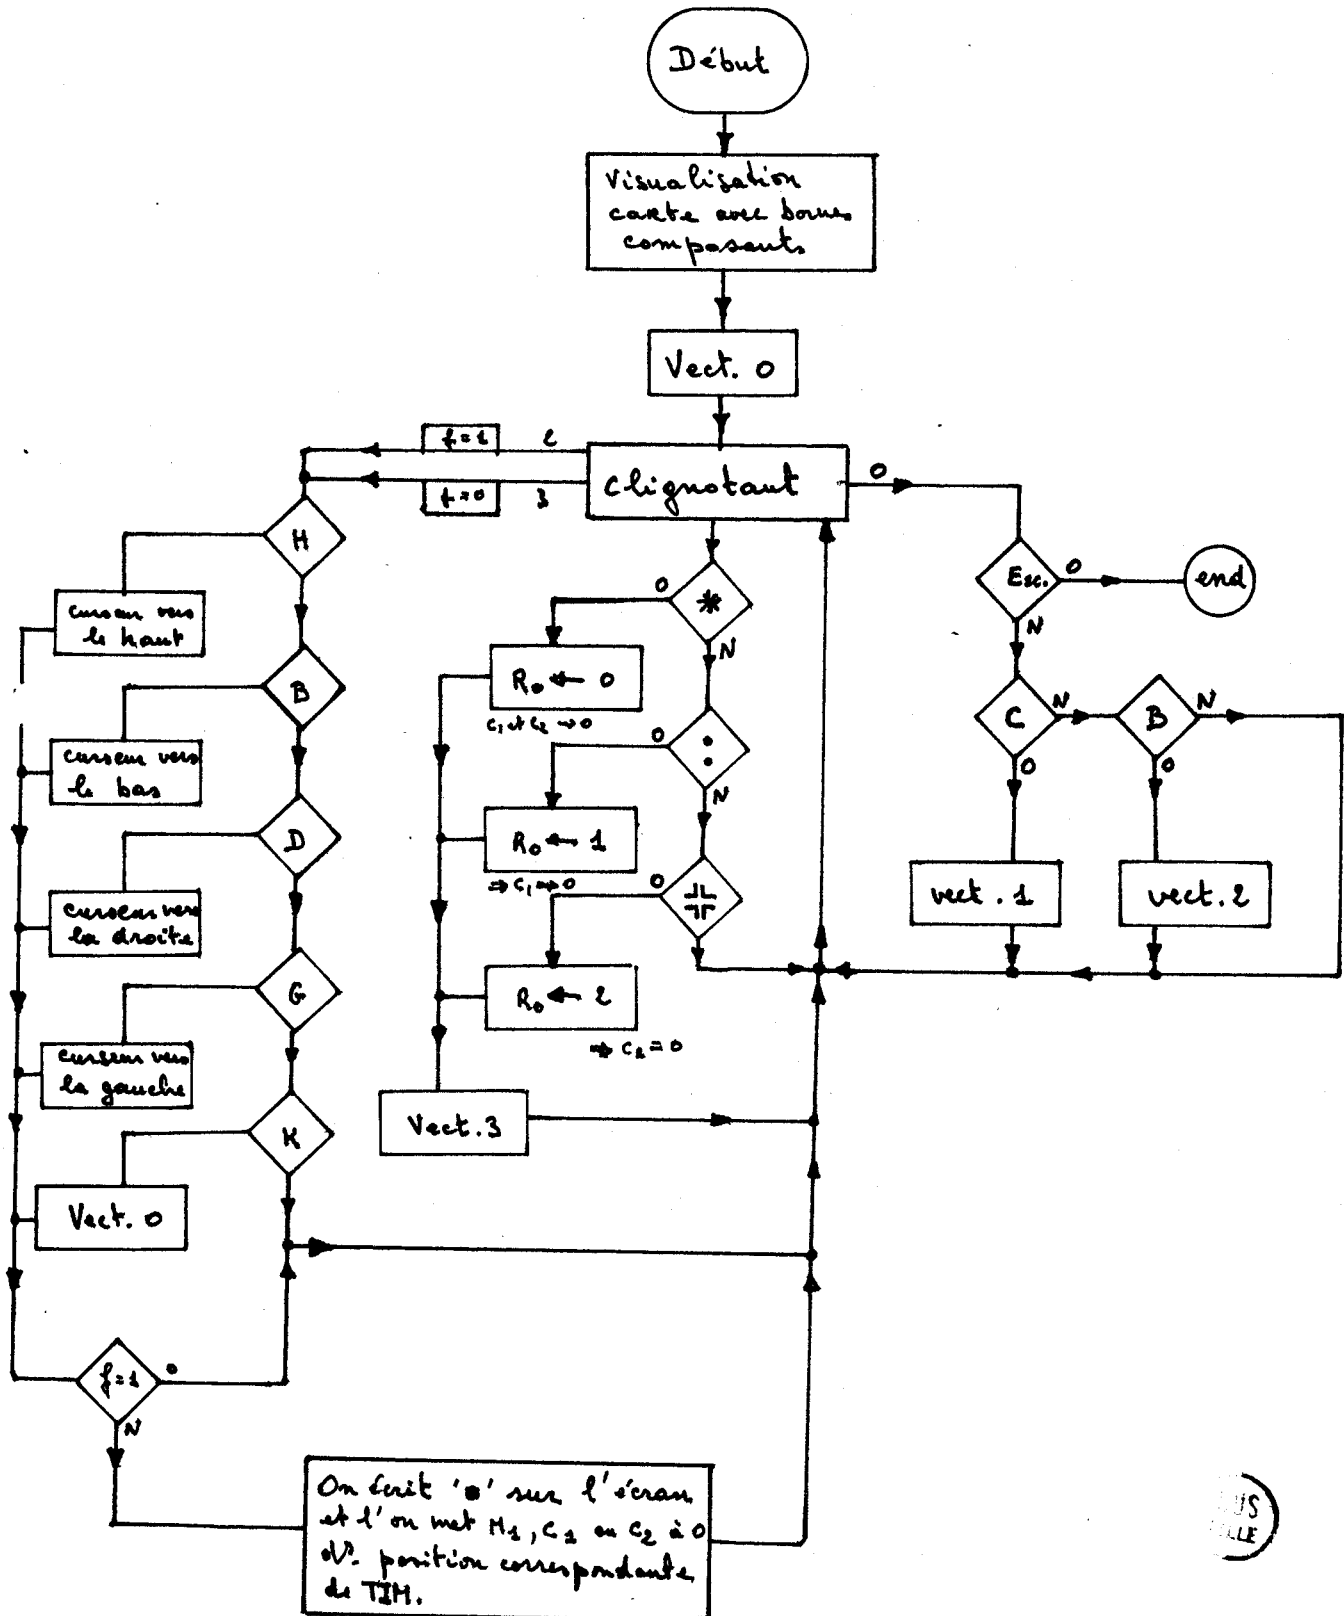 Début
Visualisation
carte avec bornes
composants
Vect. 0
f=1 2
f=0 3
Clignotant
0
H
Esc.
0
end
curseur vers
le haut
*
0
N
N
R₀ ← 0
C₁ et C₂ → 0
B
C
N
B
N
0
0
:
0
N
curseur vers
le bas
R₀ ← 1
⇒ C₁ → 0
D
vect. 1
vect. 2
0
curseur vers
la droite
G
R₀ ← 2
⇒ C₂ = 0
curseur vers
la gauche
K
Vect. 3
Vect. 0
f=1
0
N
On écrit '■' sur l'écran
et l'on met M₁, C₁ ou C₂ à 0
position correspondante
de TIM.
US
LLE